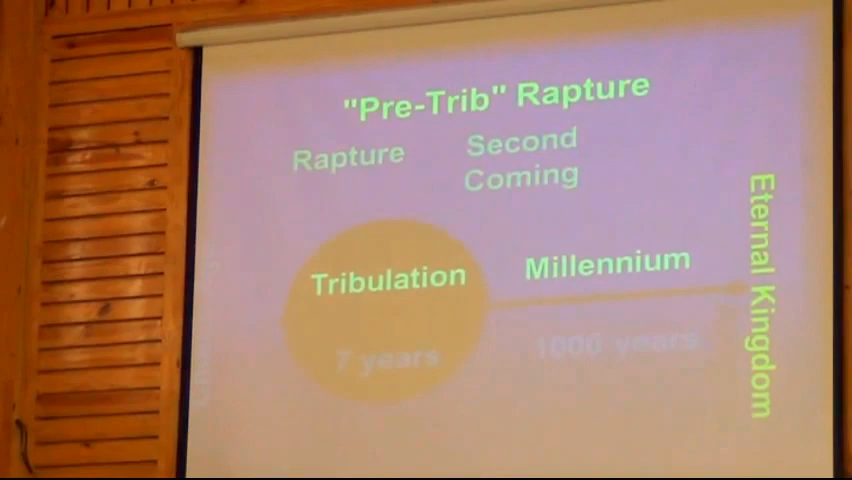 "Pre-Trib" Rapture
Rapture
Second
Coming
Tribulation
Millennium
7 years
1000 years
Eternal Kingdom